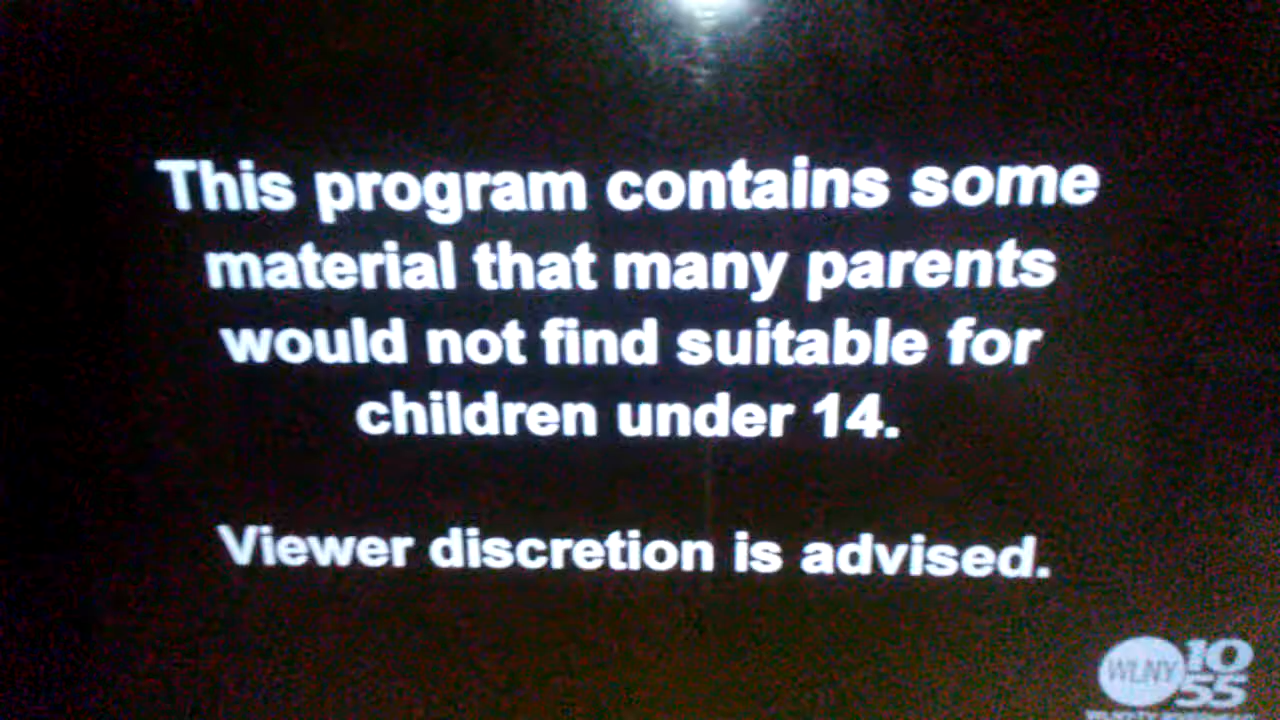 This program contains some
material that many parents
would not find suitable for
children under 14.
Viewer discretion is advised.
WLNY 10
55